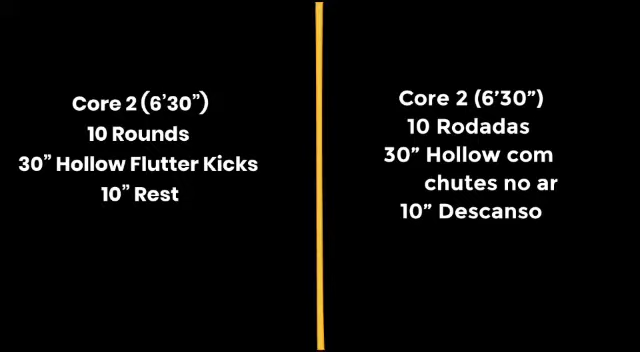 Core 2 (6’30”)
10 Rounds
30” Hollow Flutter Kicks
10” Rest
Core 2 (6’30”)
10 Rodadas
30” Hollow com
chutes no ar
10” Descanso